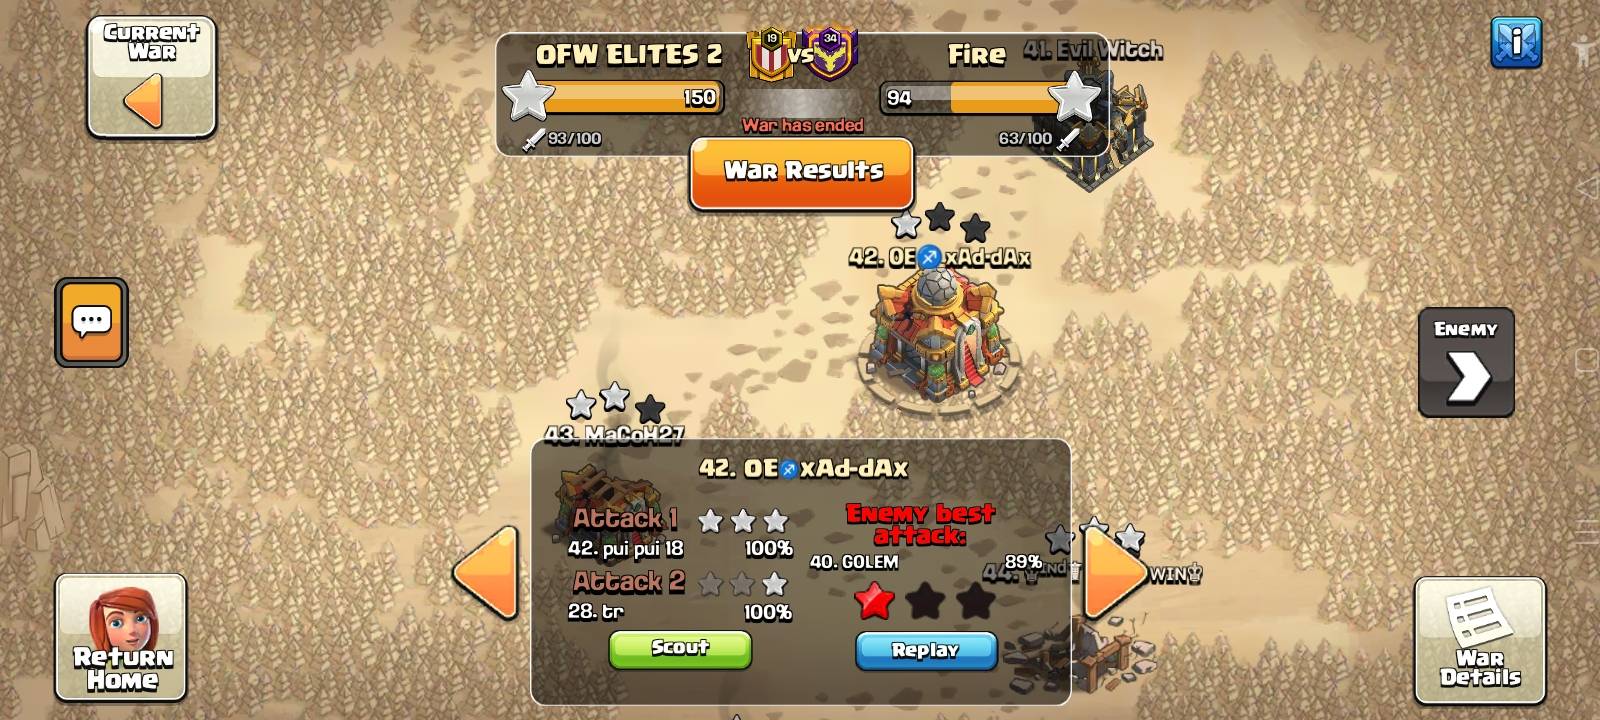 Current
War
OFW ELITES 2
19
vs
34
Fire
41. Evil Witch
150
94
War has ended
93/100
63/100
War Results
42. OE♐xAd-dAx
Enemy
43. MaCoH27
42. OE♐xAd-dAx
Attack 1
42. pui pui 18
100%
Attack 2
28. tr
100%
Enemy best
attack:
40. GOLEM
89%
44.
WIN
Scout
Replay
Return
Home
War
Details